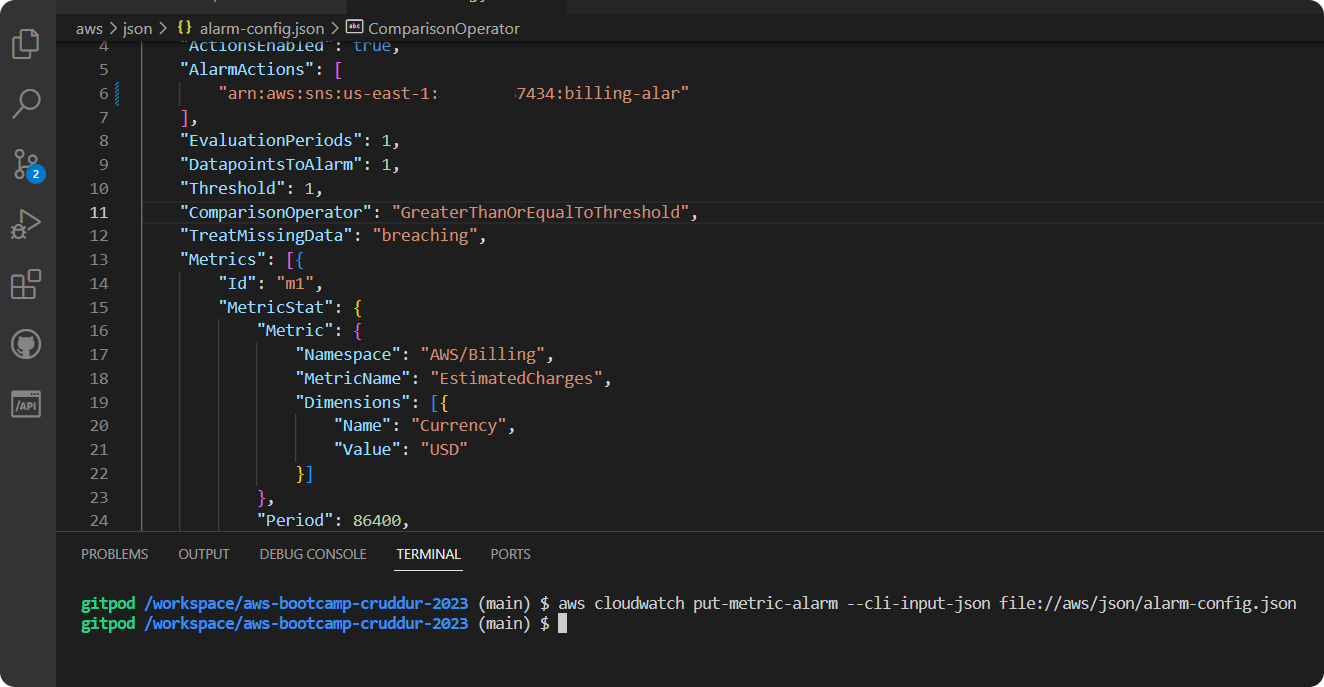 aws > json > {} alarm-config.json > abc ComparisonOperator
4 "ActionsEnabled": true,
5 "AlarmActions": [
6 "arn:aws:sns:us-east-1: 7434:billing-alar"
7 ],
8 "EvaluationPeriods": 1,
9 "DatapointsToAlarm": 1,
10 "Threshold": 1,
11 "ComparisonOperator": "GreaterThanOrEqualToThreshold",
12 "TreatMissingData": "breaching",
13 "Metrics": [{
14 "Id": "m1",
15 "MetricStat": {
16 "Metric": {
17 "Namespace": "AWS/Billing",
18 "MetricName": "EstimatedCharges",
19 "Dimensions": [{
20 "Name": "Currency",
21 "Value": "USD"
22 }]
23 },
24 "Period": 86400,
2
/API
PROBLEMS OUTPUT DEBUG CONSOLE TERMINAL PORTS
gitpod /workspace/aws-bootcamp-cruddur-2023 (main) $ aws cloudwatch put-metric-alarm --cli-input-json file://aws/json/alarm-config.json
gitpod /workspace/aws-bootcamp-cruddur-2023 (main) $